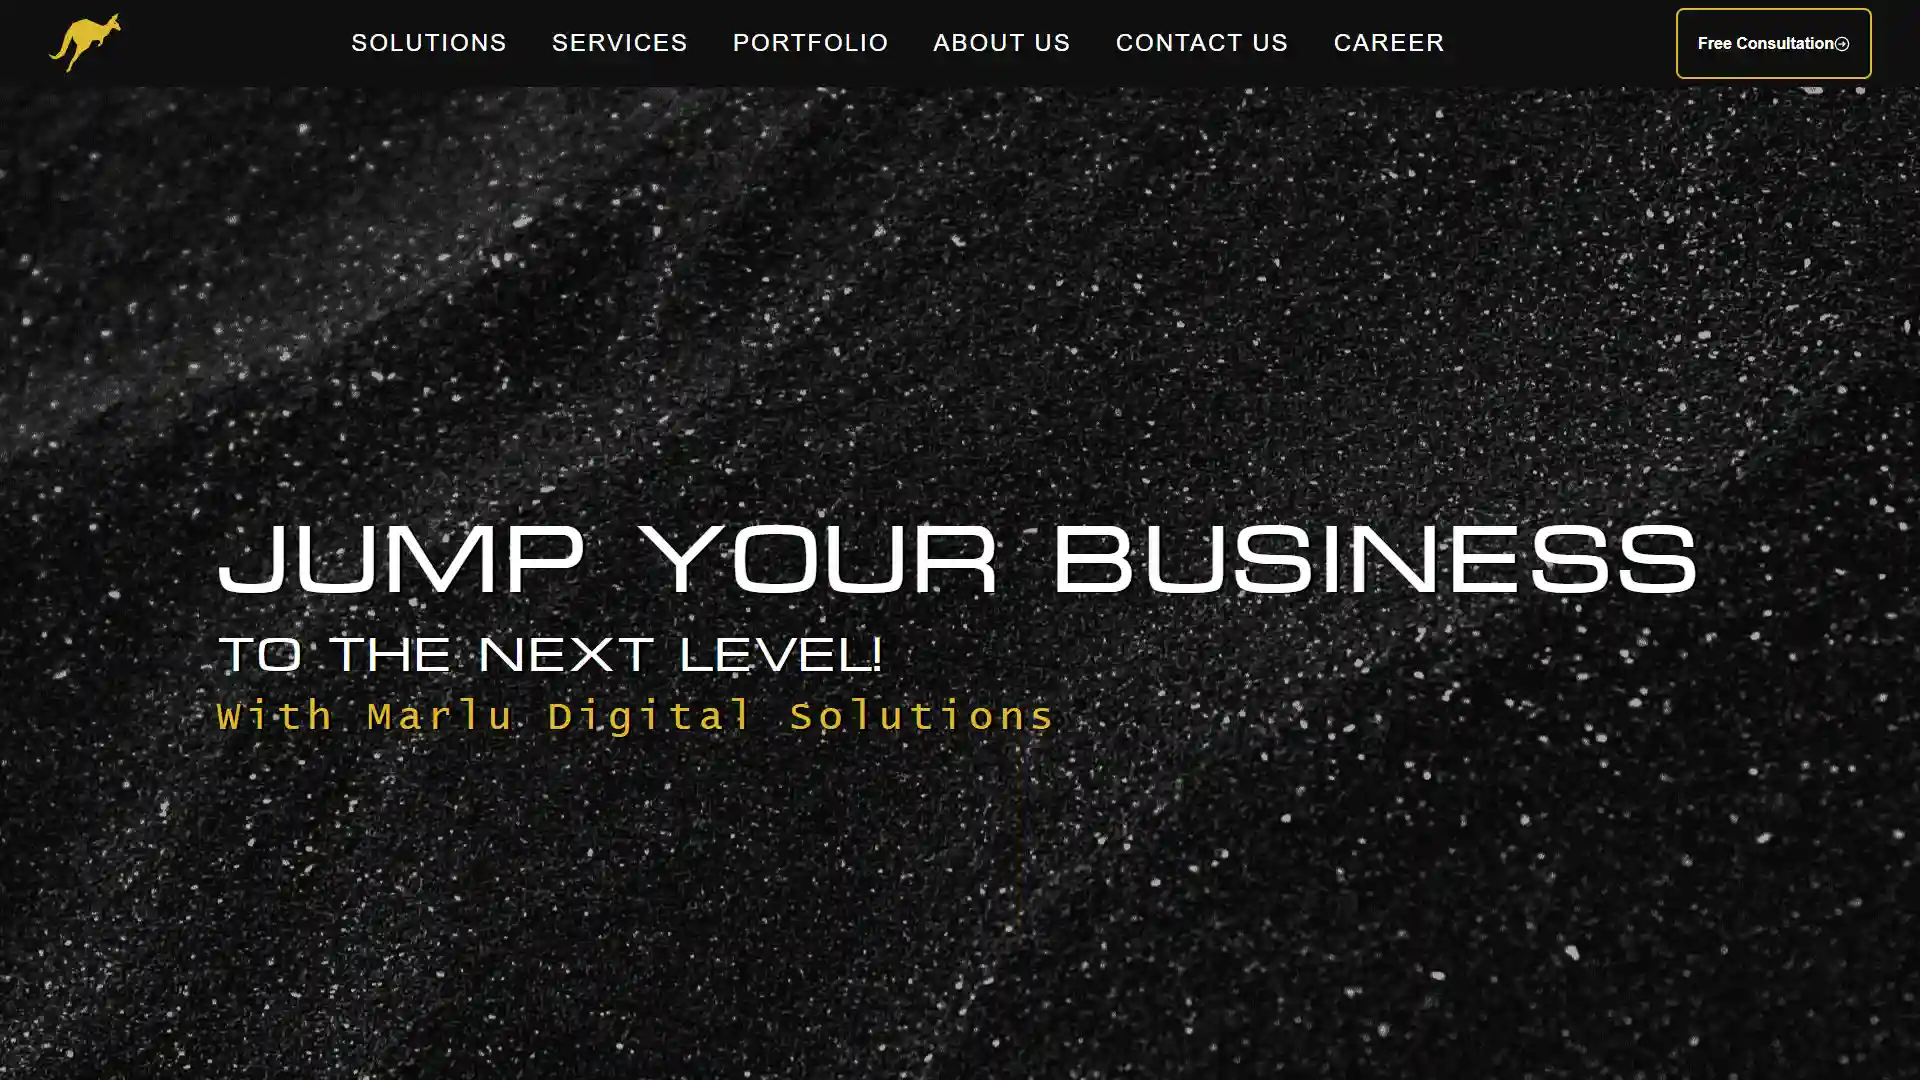 SOLUTIONS SERVICES PORTFOLIO ABOUT US CONTACT US CAREER Free Consultation
JUMP YOUR BUSINESS
TO THE NEXT LEVEL!
With Marlu Digital Solutions